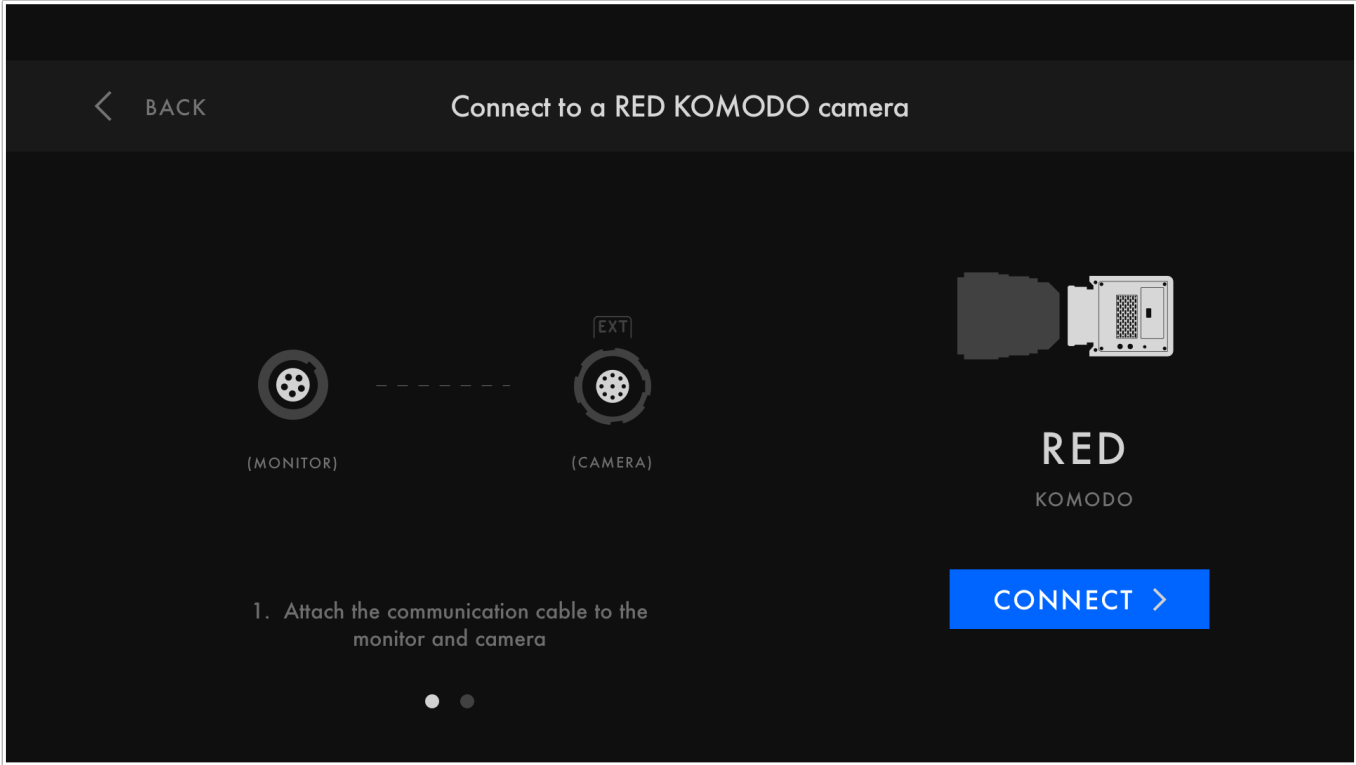 BACK
Connect to a RED KOMODO camera
EXT
(MONITOR)
(CAMERA)
1. Attach the communication cable to the
monitor and camera
RED
KOMODO
CONNECT